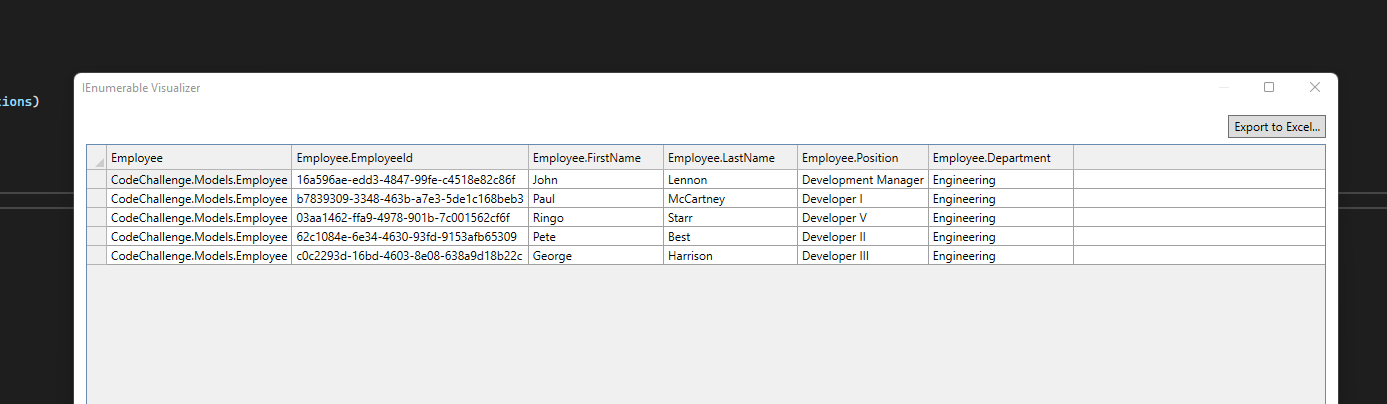 IEnumerable Visualizer
tions)
Export to Excel...
Employee Employee.EmployeeId Employee.FirstName Employee.LastName Employee.Position Employee.Department
CodeChallenge.Models.Employee 16a596ae-edd3-4847-99fe-c4518e82c86f John Lennon Development Manager Engineering
CodeChallenge.Models.Employee b7839309-3348-463b-a7e3-5de1c168beb3 Paul McCartney Developer I Engineering
CodeChallenge.Models.Employee 03aa1462-ffa9-4978-901b-7c001562cf6f Ringo Starr Developer V Engineering
CodeChallenge.Models.Employee 62c1084e-6e34-4630-93fd-9153afb65309 Pete Best Developer II Engineering
CodeChallenge.Models.Employee c0c2293d-16bd-4603-8e08-638a9d18b22c George Harrison Developer III Engineering